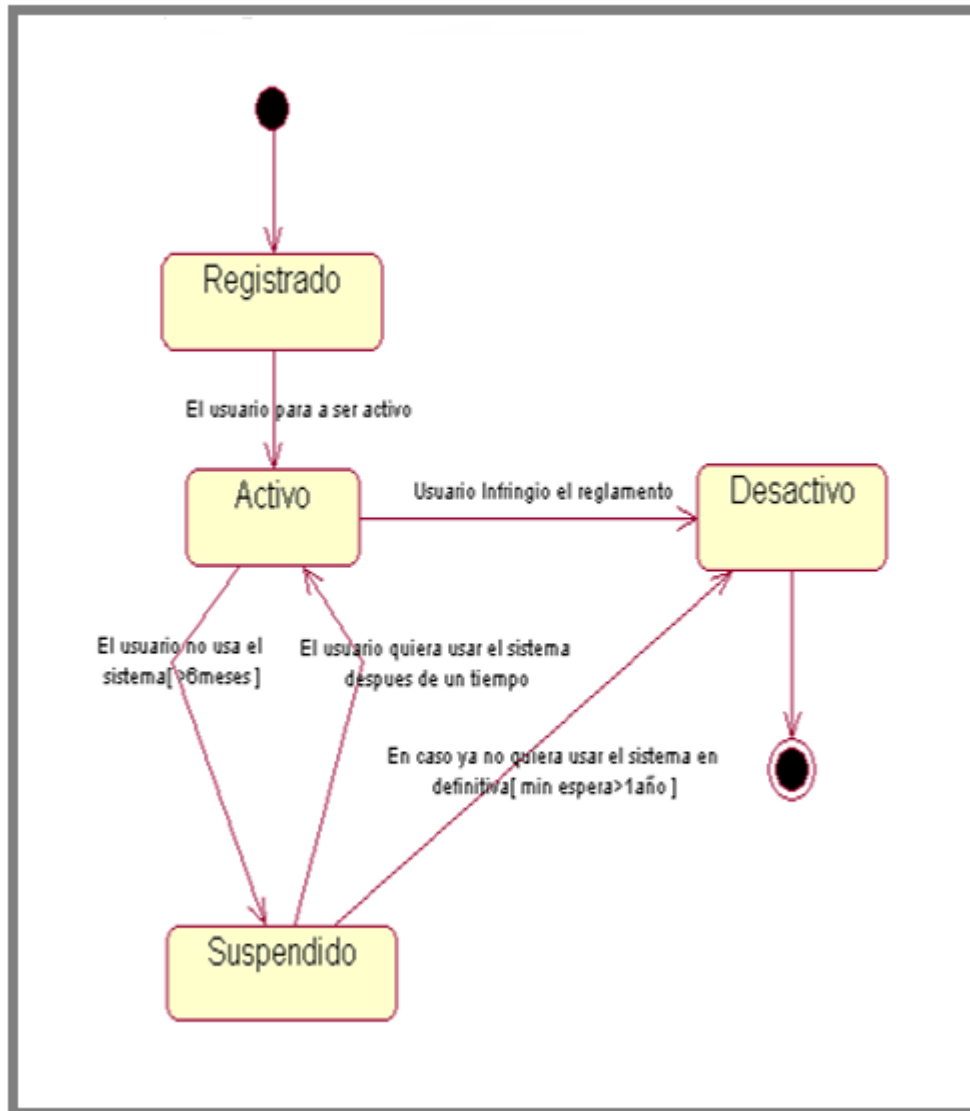 Registrado
El usuario para a ser activo
Activo
Usuario Infringio el reglamento
Desactivo
El usuario no usa el
sistema[ >6meses ]
El usuario quiera usar el sistema
despues de un tiempo
En caso ya no quiera usar el sistema en
definitiva[ min espera>1año ]
Suspendido